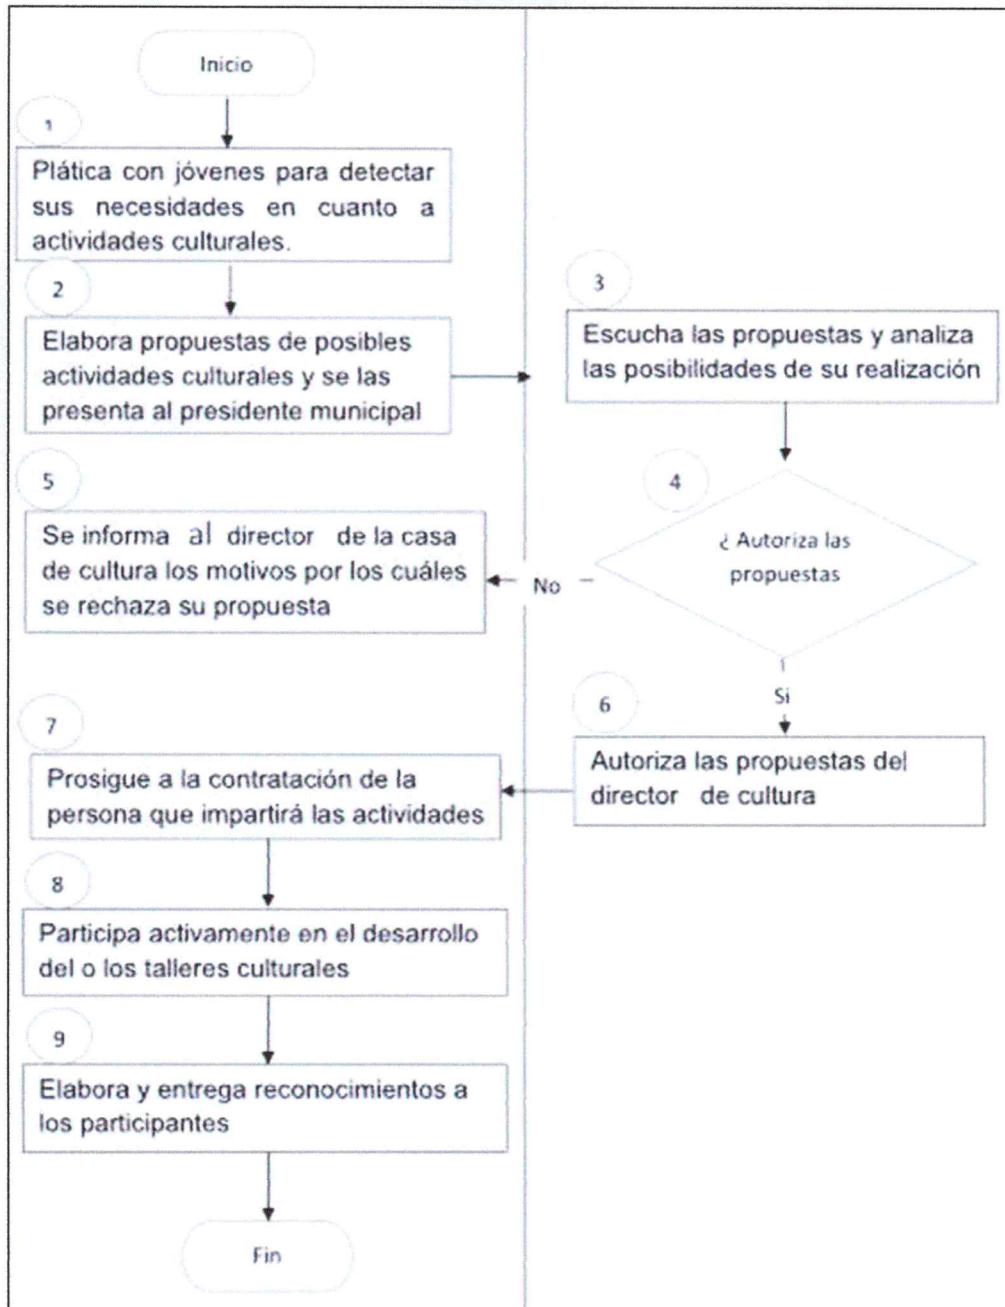 Inicio
1
Plática con jóvenes para detectar
sus necesidades en cuanto a
actividades culturales.
2
Elabora propuestas de posibles
actividades culturales y se las
presenta al presidente municipal
3
Escucha las propuestas y analiza
las posibilidades de su realización
4
¿ Autoriza las
propuestas
No
5
Se informa al director de la casa
de cultura los motivos por los cuáles
se rechaza su propuesta
Si
6
Autoriza las propuestas del
director de cultura
7
Prosigue a la contratación de la
persona que impartirá las actividades
8
Participa activamente en el desarrollo
del o los talleres culturales
9
Elabora y entrega reconocimientos a
los participantes
Fin